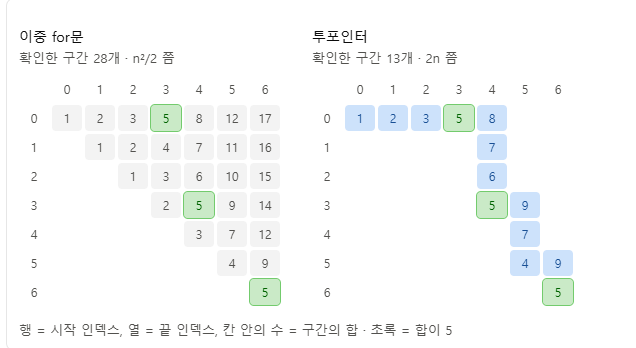 이중 for문
확인한 구간 28개 · n²/2 쯤
0 1 2 3 4 5 6
0 1 2 3 5 8 12 17
1 1 2 4 7 11 16
2 1 3 6 10 15
3 2 5 9 14
4 3 7 12
5 4 9
6 5
투포인터
확인한 구간 13개 · 2n 쯤
0 1 2 3 4 5 6
0 1 2 3 5 8
1 7
2 6
3 5 9
4 7
5 4 9
6 5
행 = 시작 인덱스, 열 = 끝 인덱스, 칸 안의 수 = 구간의 합 · 초록 = 합이 5